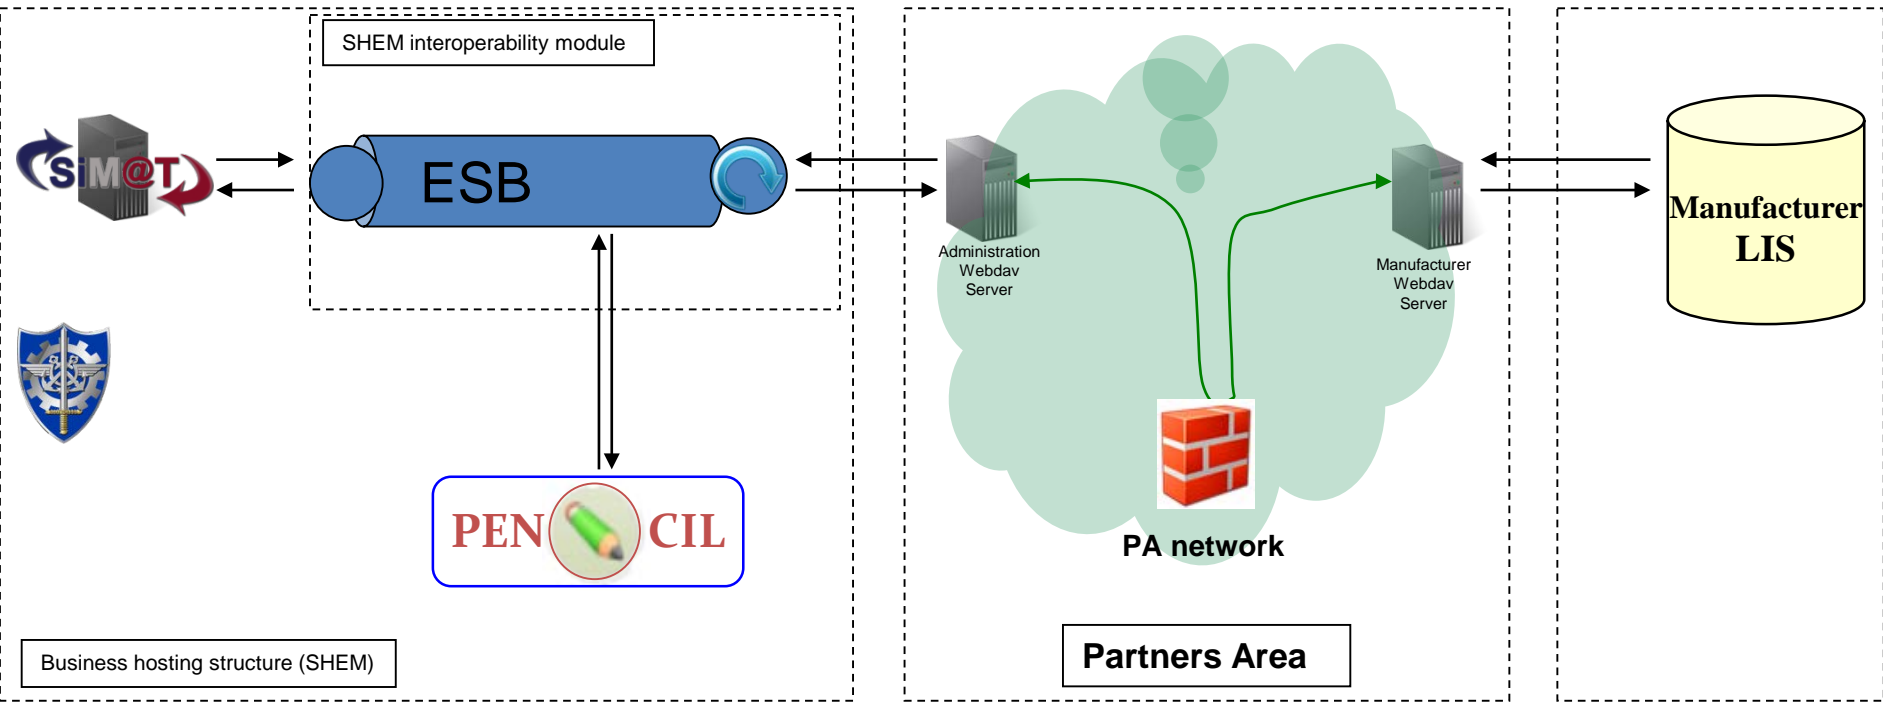 SHEM interoperability module
SiM@T
ESB
Administration
Webdav
Server
Manufacturer
Webdav
Server
Manufacturer
LIS
PEN CIL
PA network
Business hosting structure (SHEM)
Partners Area